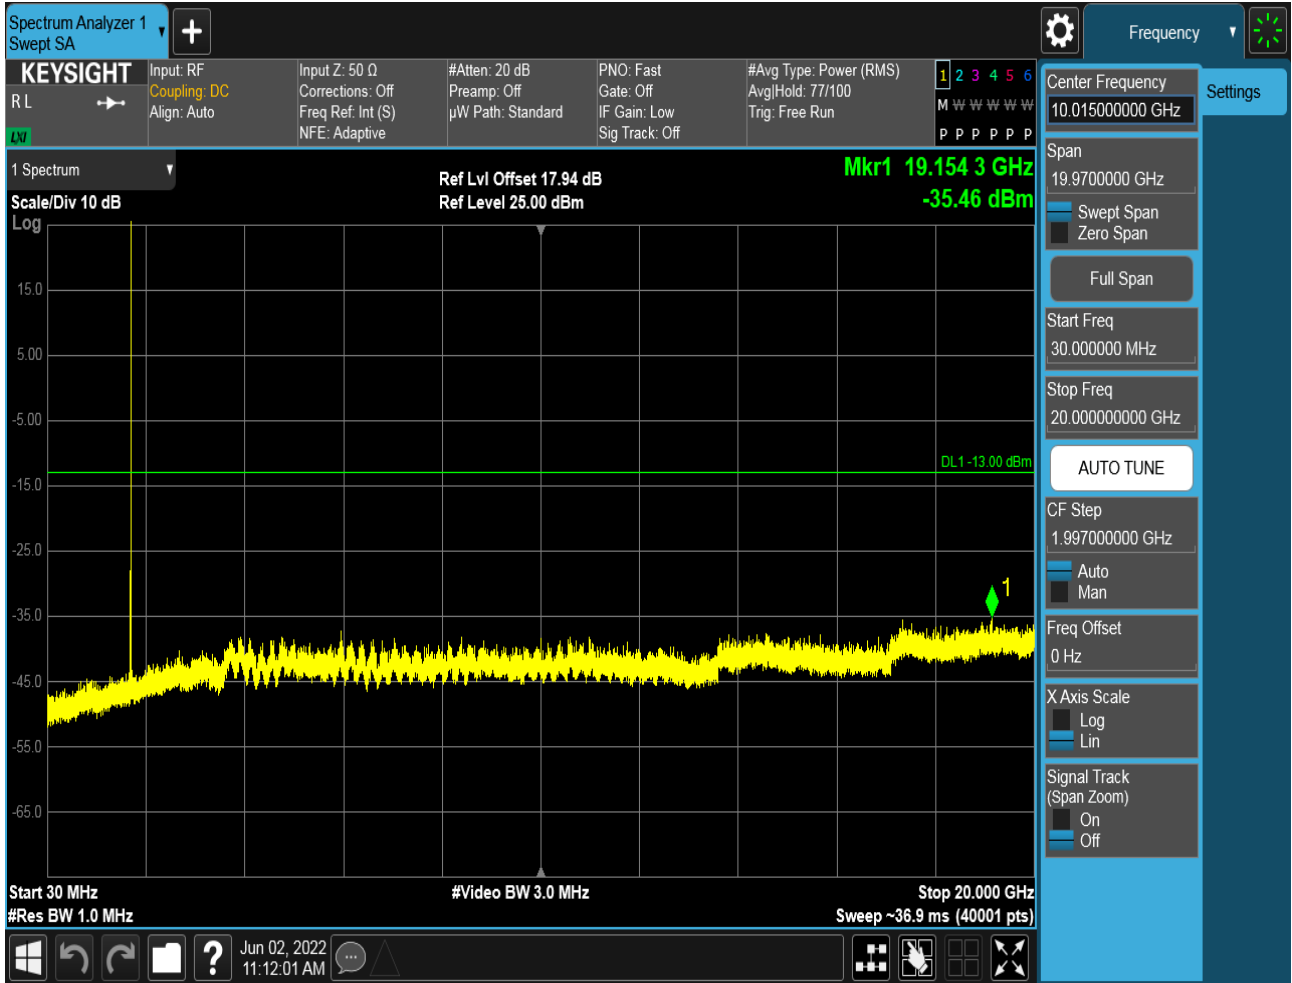 Spectrum Analyzer 1
Swept SA
Frequency
KEYSIGHT
R L
LXI
Input: RF
Coupling: DC
Align: Auto
Input Z: 50 Ω
Corrections: Off
Freq Ref: Int (S)
NFE: Adaptive
#Atten: 20 dB
Preamp: Off
µW Path: Standard
PNO: Fast
Gate: Off
IF Gain: Low
Sig Track: Off
#Avg Type: Power (RMS)
Avg|Hold: 77/100
Trig: Free Run
1 2 3 4 5 6
M W W W W W
P P P P P P
1 Spectrum
Scale/Div 10 dB
Log
Ref Lvl Offset 17.94 dB
Ref Level 25.00 dBm
Mkr1 19.154 3 GHz
-35.46 dBm
15.0
5.00
-5.00
DL1 -13.00 dBm
-15.0
-25.0
1
-35.0
-45.0
-55.0
-65.0
Start 30 MHz
#Video BW 3.0 MHz
Stop 20.000 GHz
#Res BW 1.0 MHz
Sweep ~36.9 ms (40001 pts)
Center Frequency
10.015000000 GHz
Settings
Span
19.9700000 GHz
Swept Span
Zero Span
Full Span
Start Freq
30.000000 MHz
Stop Freq
20.000000000 GHz
AUTO TUNE
CF Step
1.997000000 GHz
Auto
Man
Freq Offset
0 Hz
X Axis Scale
Log
Lin
Signal Track
(Span Zoom)
On
Off
?
Jun 02, 2022
11:12:01 AM